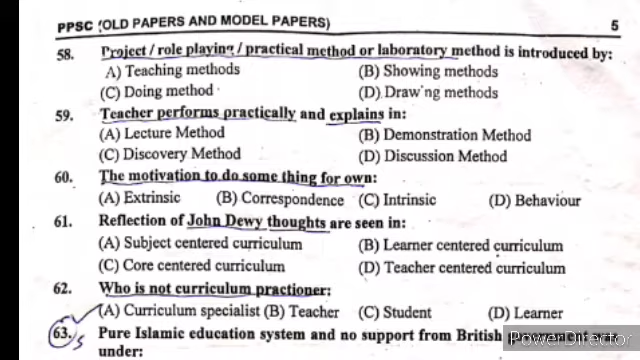 PPSC (OLD PAPERS AND MODEL PAPERS) 5
58. Project / role playing / practical method or laboratory method is introduced by:
A) Teaching methods (B) Showing methods
(C) Doing method (D) Draw'ng methods
59. Teacher performs practically and explains in:
(A) Lecture Method (B) Demonstration Method
(C) Discovery Method (D) Discussion Method
60. The motivation to do some thing for own:
(A) Extrinsic (B) Correspondence (C) Intrinsic (D) Behaviour
61. Reflection of John Dewy thoughts are seen in:
(A) Subject centered curriculum (B) Learner centered curriculum
(C) Core centered curriculum (D) Teacher centered curriculum
62. Who is not curriculum practioner:
(A) Curriculum specialist (B) Teacher (C) Student (D) Learner
63. Pure Islamic education system and no support from British
under:
PowerDirector